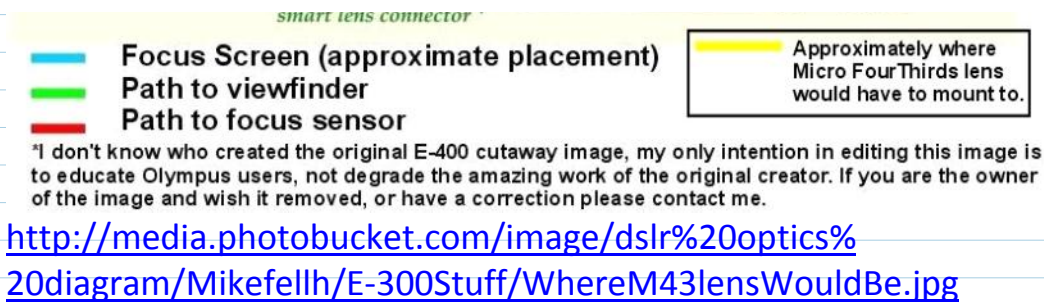 smart lens connector *
Focus Screen (approximate placement)
Path to viewfinder
Path to focus sensor
Approximately where
Micro FourThirds lens
would have to mount to.
*I don't know who created the original E-400 cutaway image, my only intention in editing this image is
to educate Olympus users, not degrade the amazing work of the original creator. If you are the owner
of the image and wish it removed, or have a correction please contact me.
http://media.photobucket.com/image/dslr%20optics%
20diagram/Mikefellh/E-300Stuff/WhereM43lensWouldBe.jpg